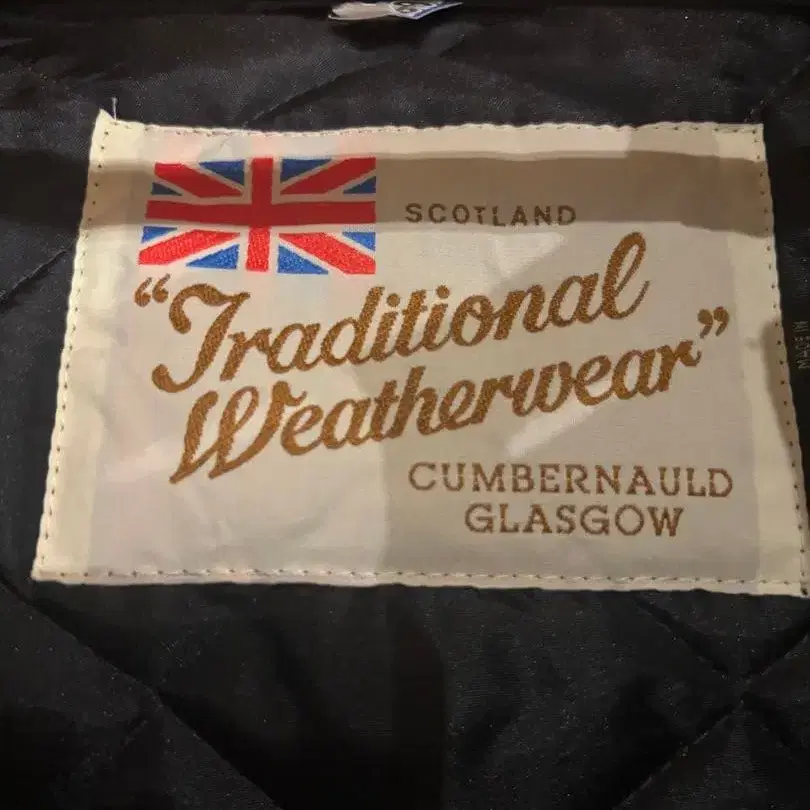 SCOTLAND
“Traditional
Weatherwear”
CUMBERNAULD
GLASGOW